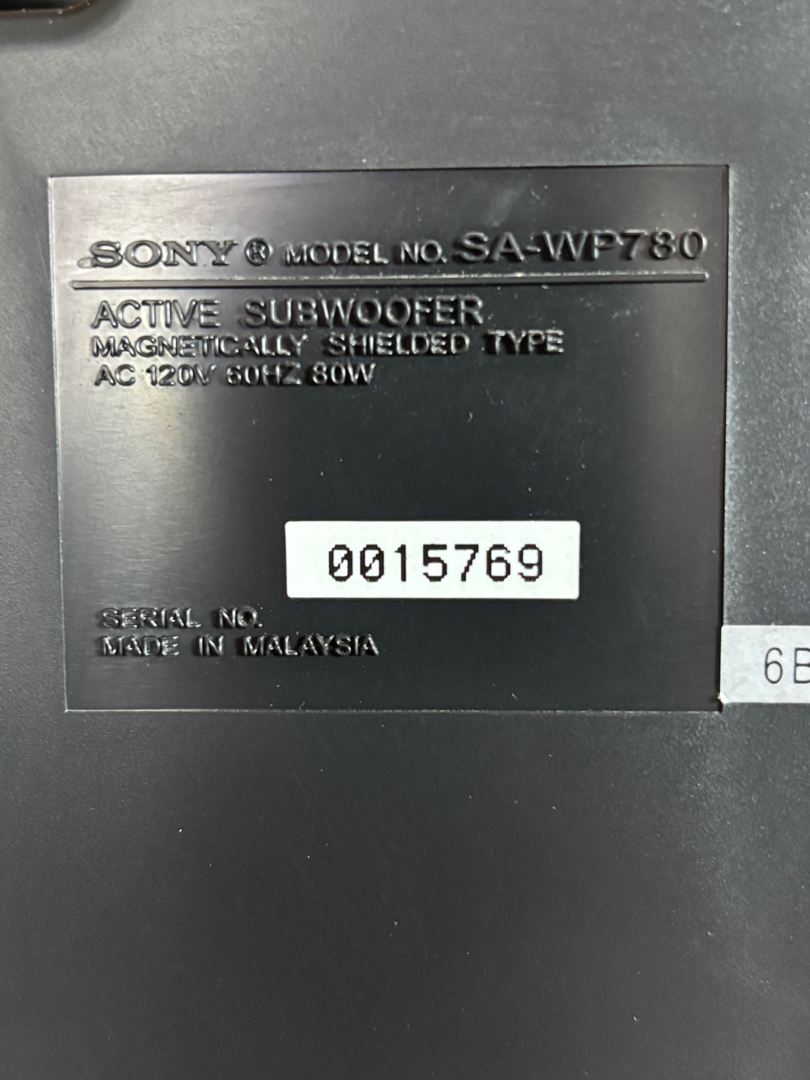 SONY® MODEL NO. SA-WP780
ACTIVE SUBWOOFER
MAGNETICALLY SHIELDED TYPE
AC 120V 60HZ 80W
0015769
SERIAL NO.
MADE IN MALAYSIA
6B